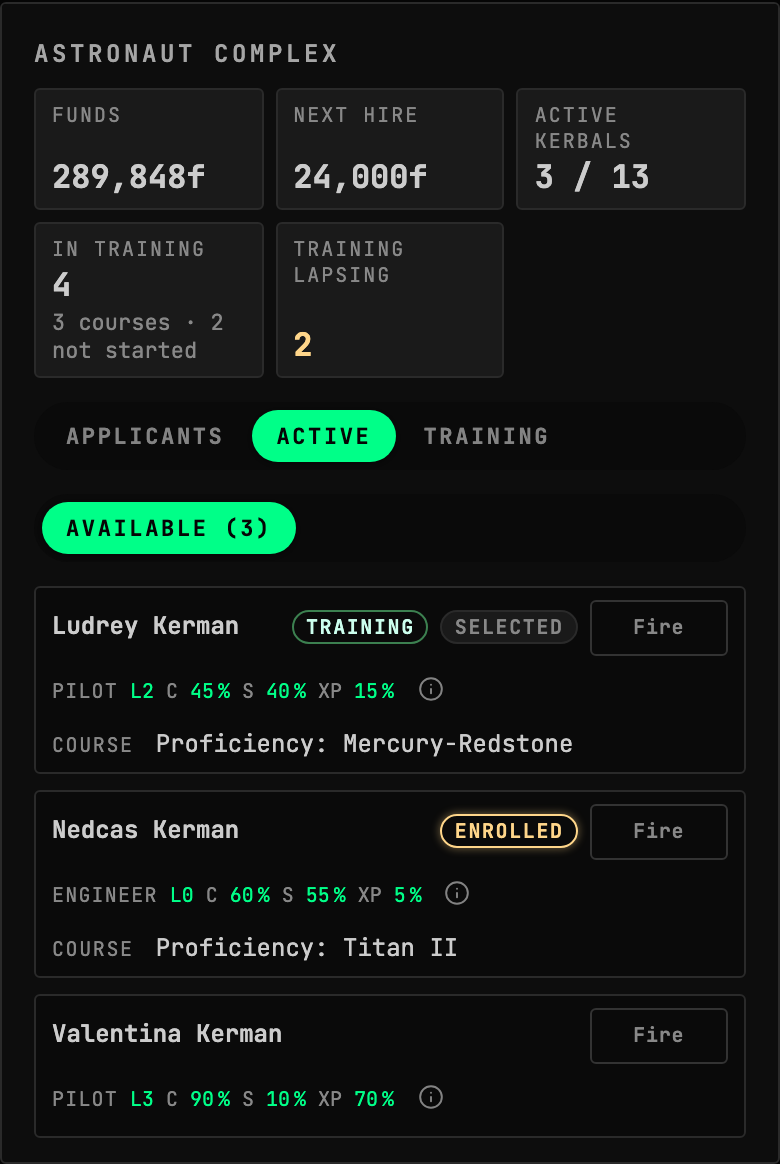 ASTRONAUT COMPLEX
FUNDS
289,848f
NEXT HIRE
24,000f
ACTIVE
KERBALS
3 / 13
IN TRAINING
4
3 courses · 2
not started
TRAINING
LAPSING
2
APPLICANTS ACTIVE TRAINING
AVAILABLE (3)
Ludrey Kerman TRAINING SELECTED Fire
PILOT L2 C 45% S 40% XP 15%
COURSE Proficiency: Mercury-Redstone
Nedcas Kerman ENROLLED Fire
ENGINEER L0 C 60% S 55% XP 5%
COURSE Proficiency: Titan II
Valentina Kerman Fire
PILOT L3 C 90% S 10% XP 70%